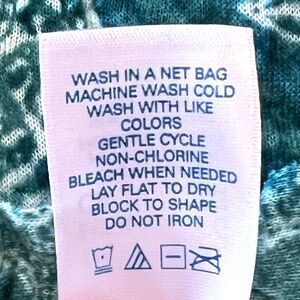 WASH IN A NET BAG
MACHINE WASH COLD
WASH WITH LIKE
COLORS
GENTLE CYCLE
NON-CHLORINE
BLEACH WHEN NEEDED
LAY FLAT TO DRY
BLOCK TO SHAPE
DO NOT IRON